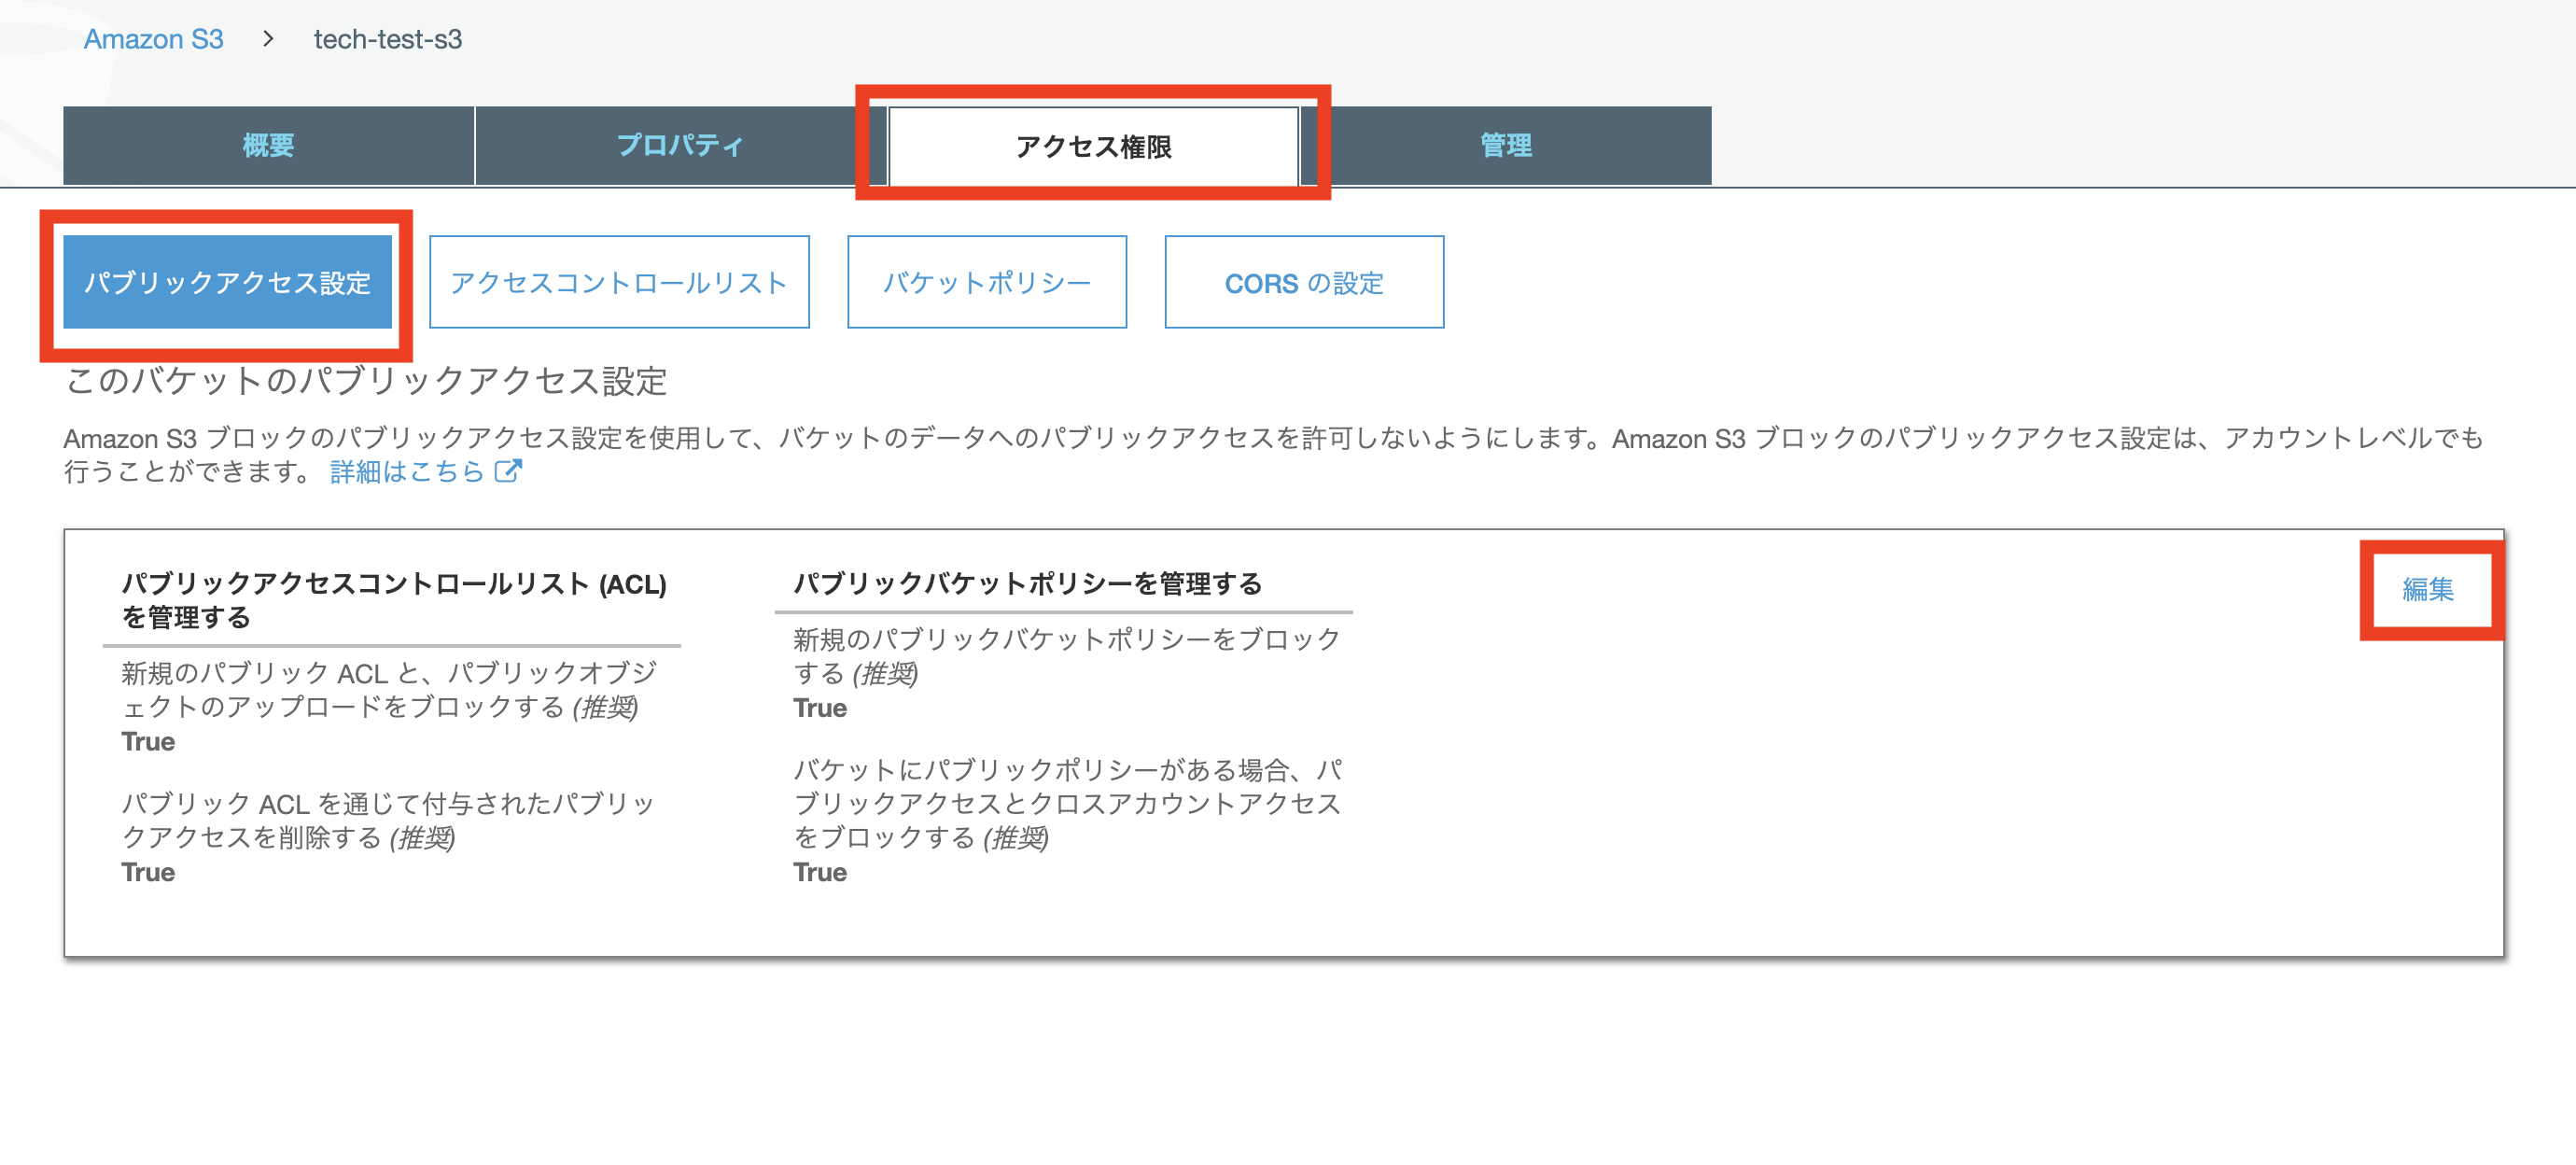 Amazon S3 > tech-test-s3
概要 プロパティ アクセス権限 管理
パブリックアクセス設定 アクセスコントロールリスト バケットポリシー CORS の設定
このバケットのパブリックアクセス設定
Amazon S3 ブロックのパブリックアクセス設定を使用して、バケットのデータへのパブリックアクセスを許可しないようにします。Amazon S3 ブロックのパブリックアクセス設定は、アカウントレベルでも
行うことができます。 詳細はこちら
パブリックアクセスコントロールリスト (ACL)
を管理する
新規のパブリック ACL と、パブリックオブジ
ェクトのアップロードをブロックする (推奨)
True
パブリック ACL を通じて付与されたパブリッ
クアクセスを削除する (推奨)
True
パブリックバケットポリシーを管理する
新規のパブリックバケットポリシーをブロック
する (推奨)
True
バケットにパブリックポリシーがある場合、パ
ブリックアクセスとクロスアカウントアクセス
をブロックする (推奨)
True
編集